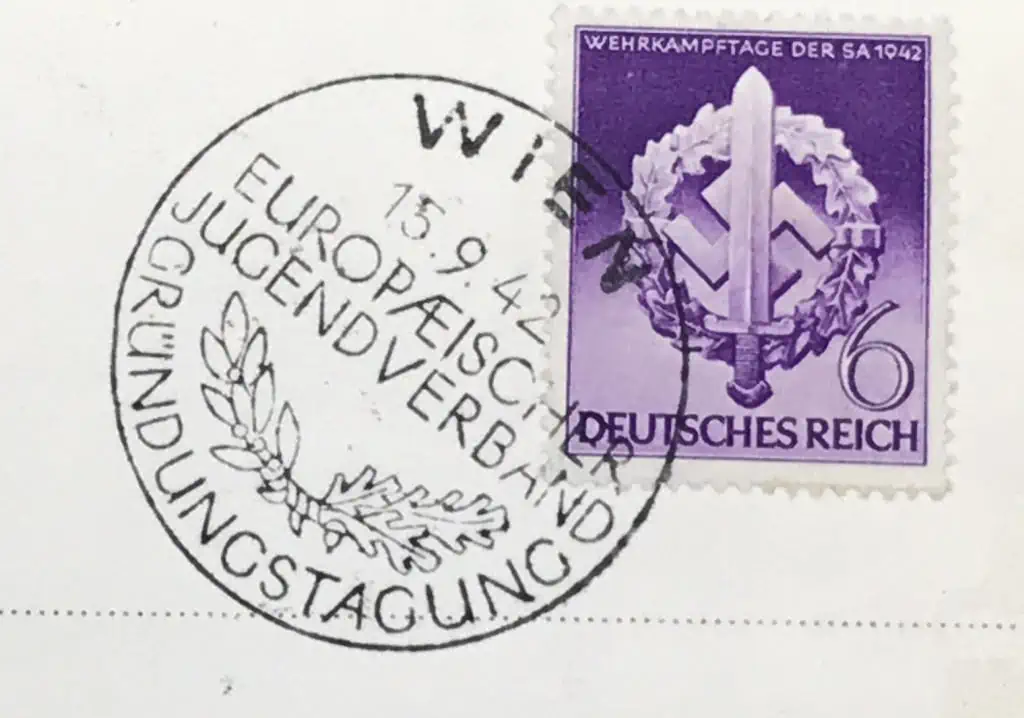 WIEN
15.9.42
EUROPÆISCHER
JUGENDVERBAND
GRÜNDUNGSTAGUNG
WEHRKAMPFTAGE DER SA 1942
6
DEUTSCHES REICH